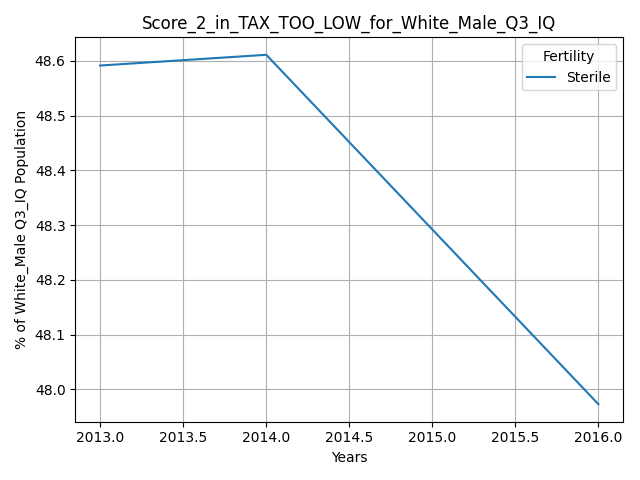 Score_2_in_TAX_TOO_LOW_for_White_Male_Q3_IQ
Fertility
Sterile
% of White_Male Q3_IQ Population
48.6
48.5
48.4
48.3
48.2
48.1
48.0
2013.0 2013.5 2014.0 2014.5 2015.0 2015.5 2016.0
Years